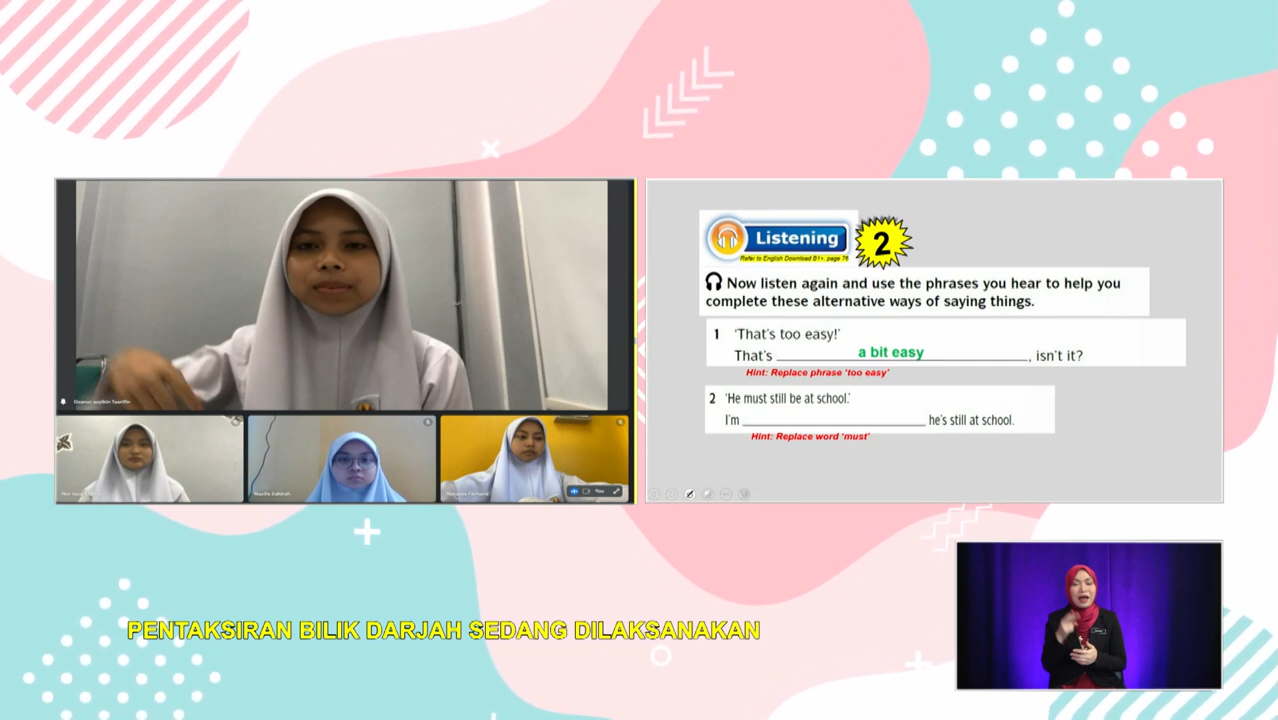 Listening
2
Refer to English Download B1+, page 76
Now listen again and use the phrases you hear to help you
complete these alternative ways of saying things.
1 ‘That’s too easy!’
That’s a bit easy, isn’t it?
Hint: Replace phrase ‘too easy’
2 ‘He must still be at school.’
I’m he’s still at school.
Hint: Replace word ‘must’
You
PENTAKSIRAN BILIK DARJAH SEDANG DILAKSANAKAN